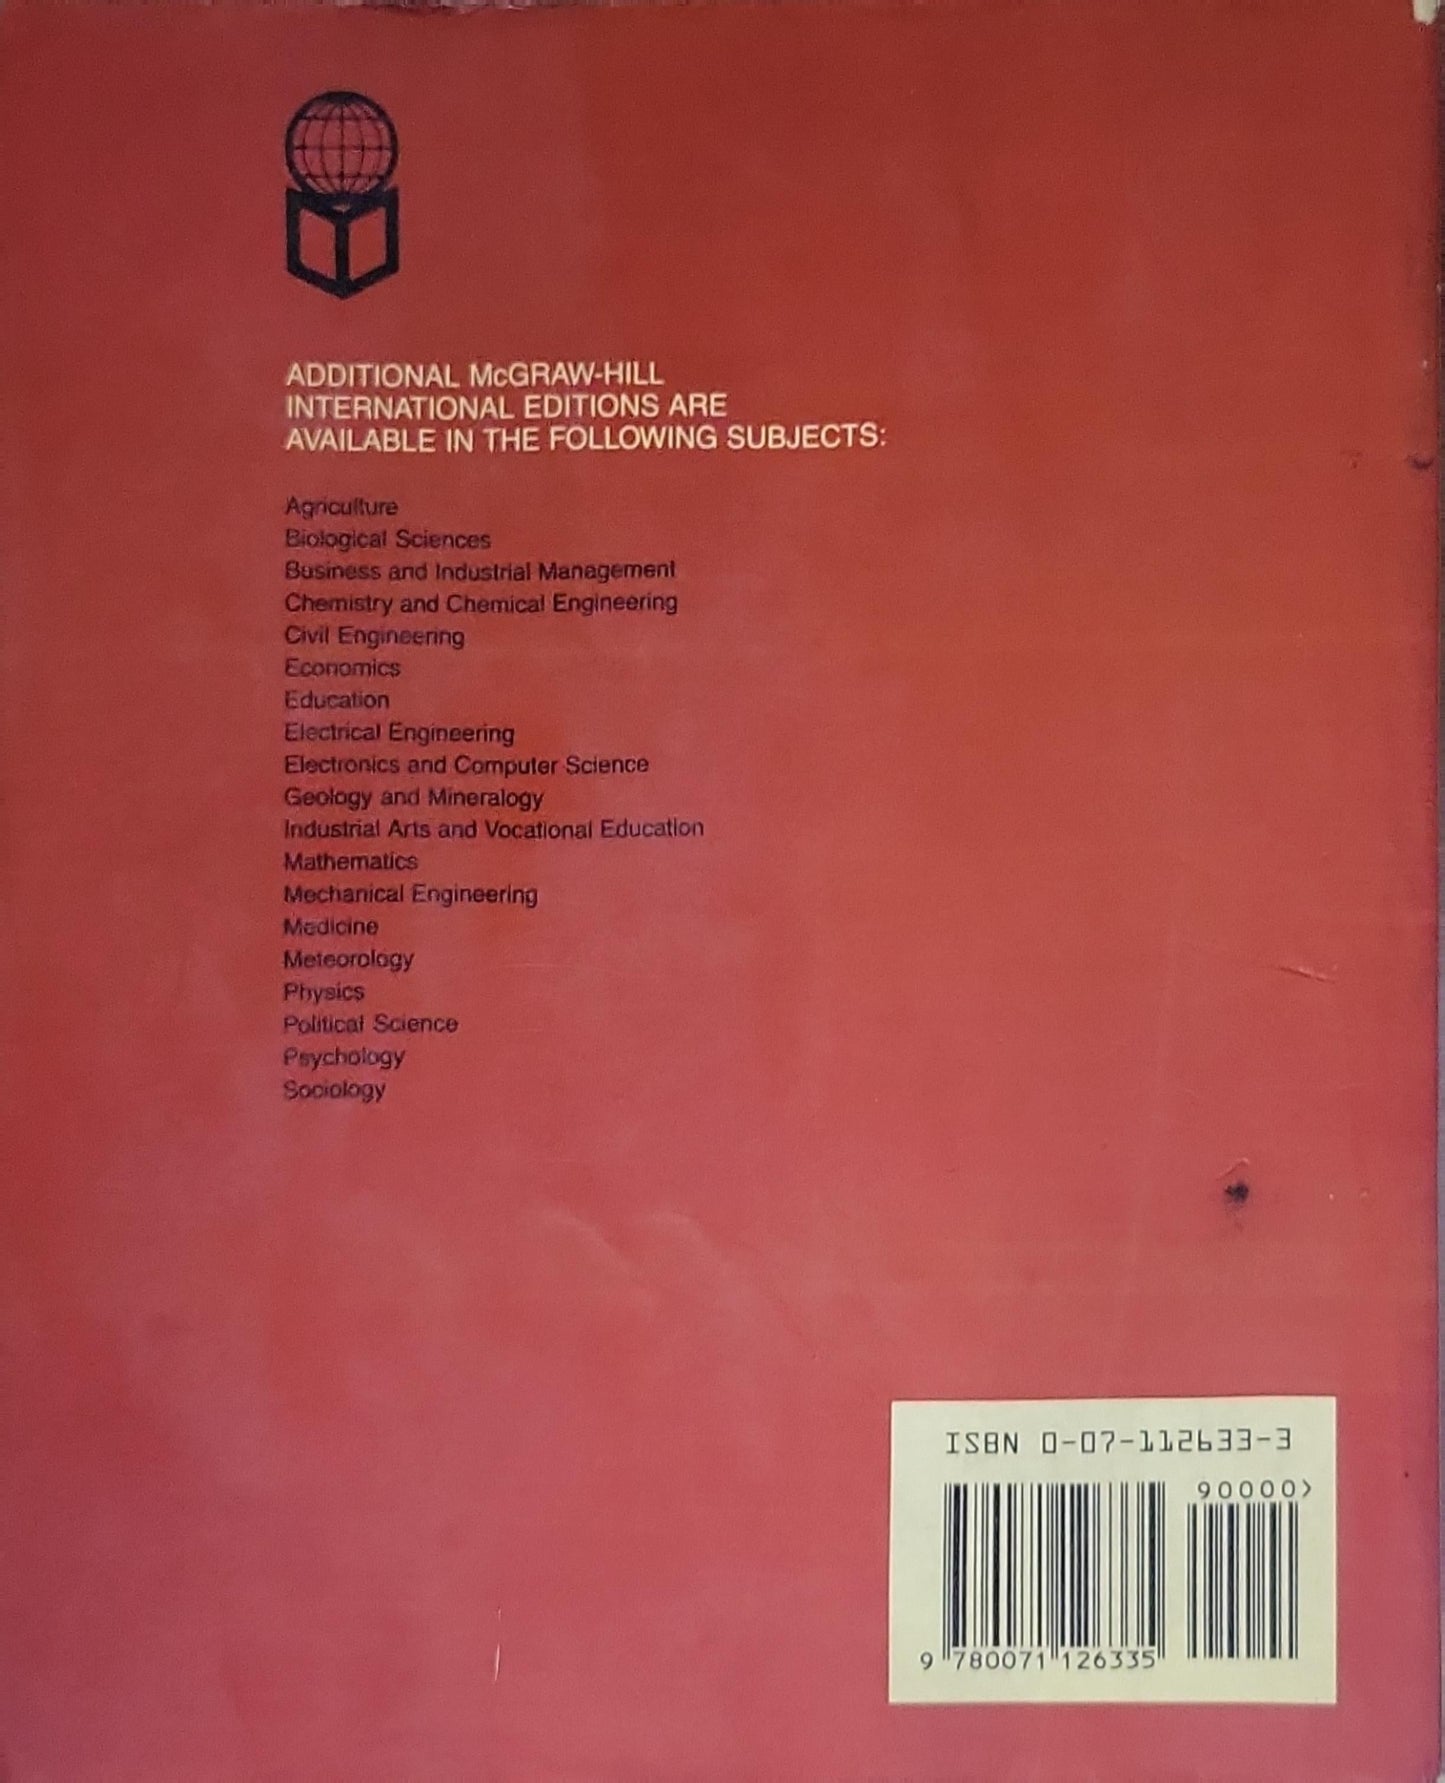 ADDITIONAL McGRAW-HILL
INTERNATIONAL EDITIONS ARE
AVAILABLE IN THE FOLLOWING SUBJECTS:
Agriculture
Biological Sciences
Business and Industrial Management
Chemistry and Chemical Engineering
Civil Engineering
Economics
Education
Electrical Engineering
Electronics and Computer Science
Geology and Mineralogy
Industrial Arts and Vocational Education
Mathematics
Mechanical Engineering
Medicine
Meteorology
Physics
Political Science
Psychology
Sociology
ISBN 0-07-112633-3
90000>
9 780071 126335